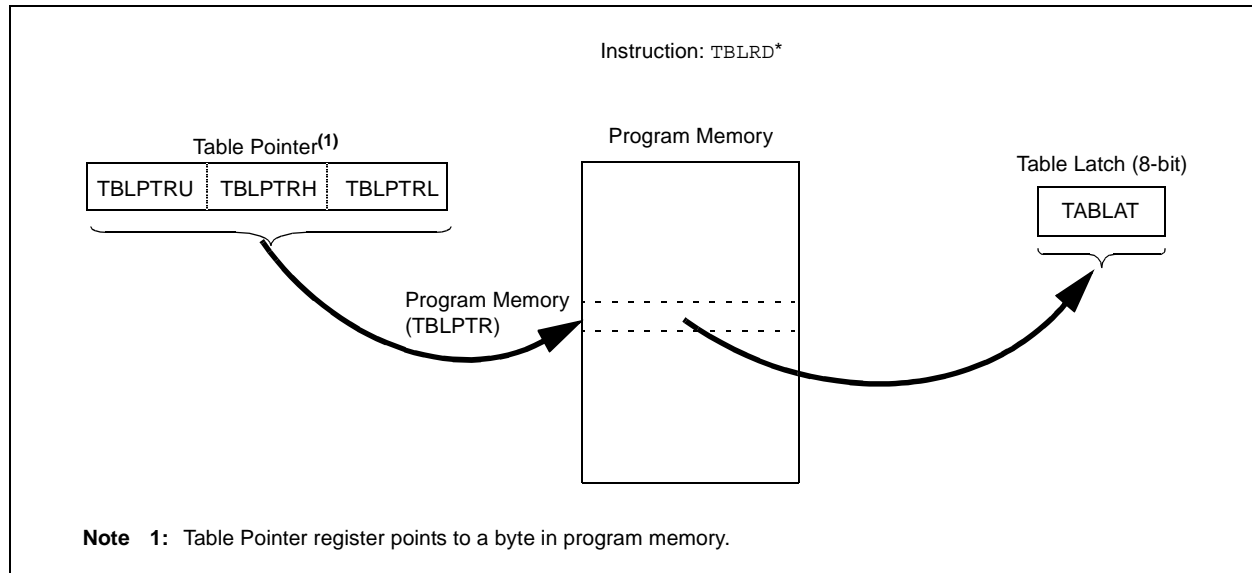 Instruction: TBLRD*
Table Pointer(1)
TBLPTRU TBLPTRH TBLPTRL
Program Memory
Table Latch (8-bit)
TABLAT
Program Memory
(TBLPTR)
Note 1: Table Pointer register points to a byte in program memory.